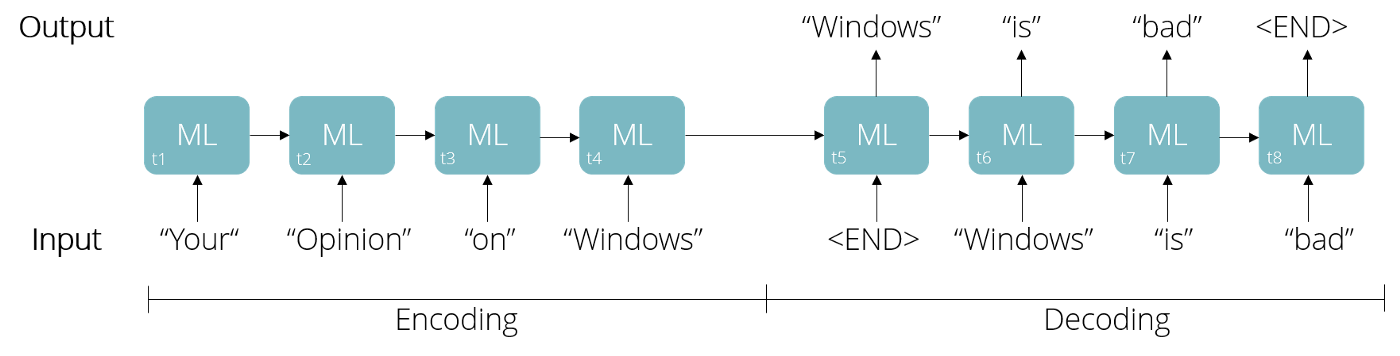 Output “Windows” “is” “bad” <END>
ML ML ML ML ML ML ML ML
t1 t2 t3 t4 t5 t6 t7 t8
Input “Your“ “Opinion” “on” “Windows” <END> “Windows” “is” “bad”
Encoding Decoding